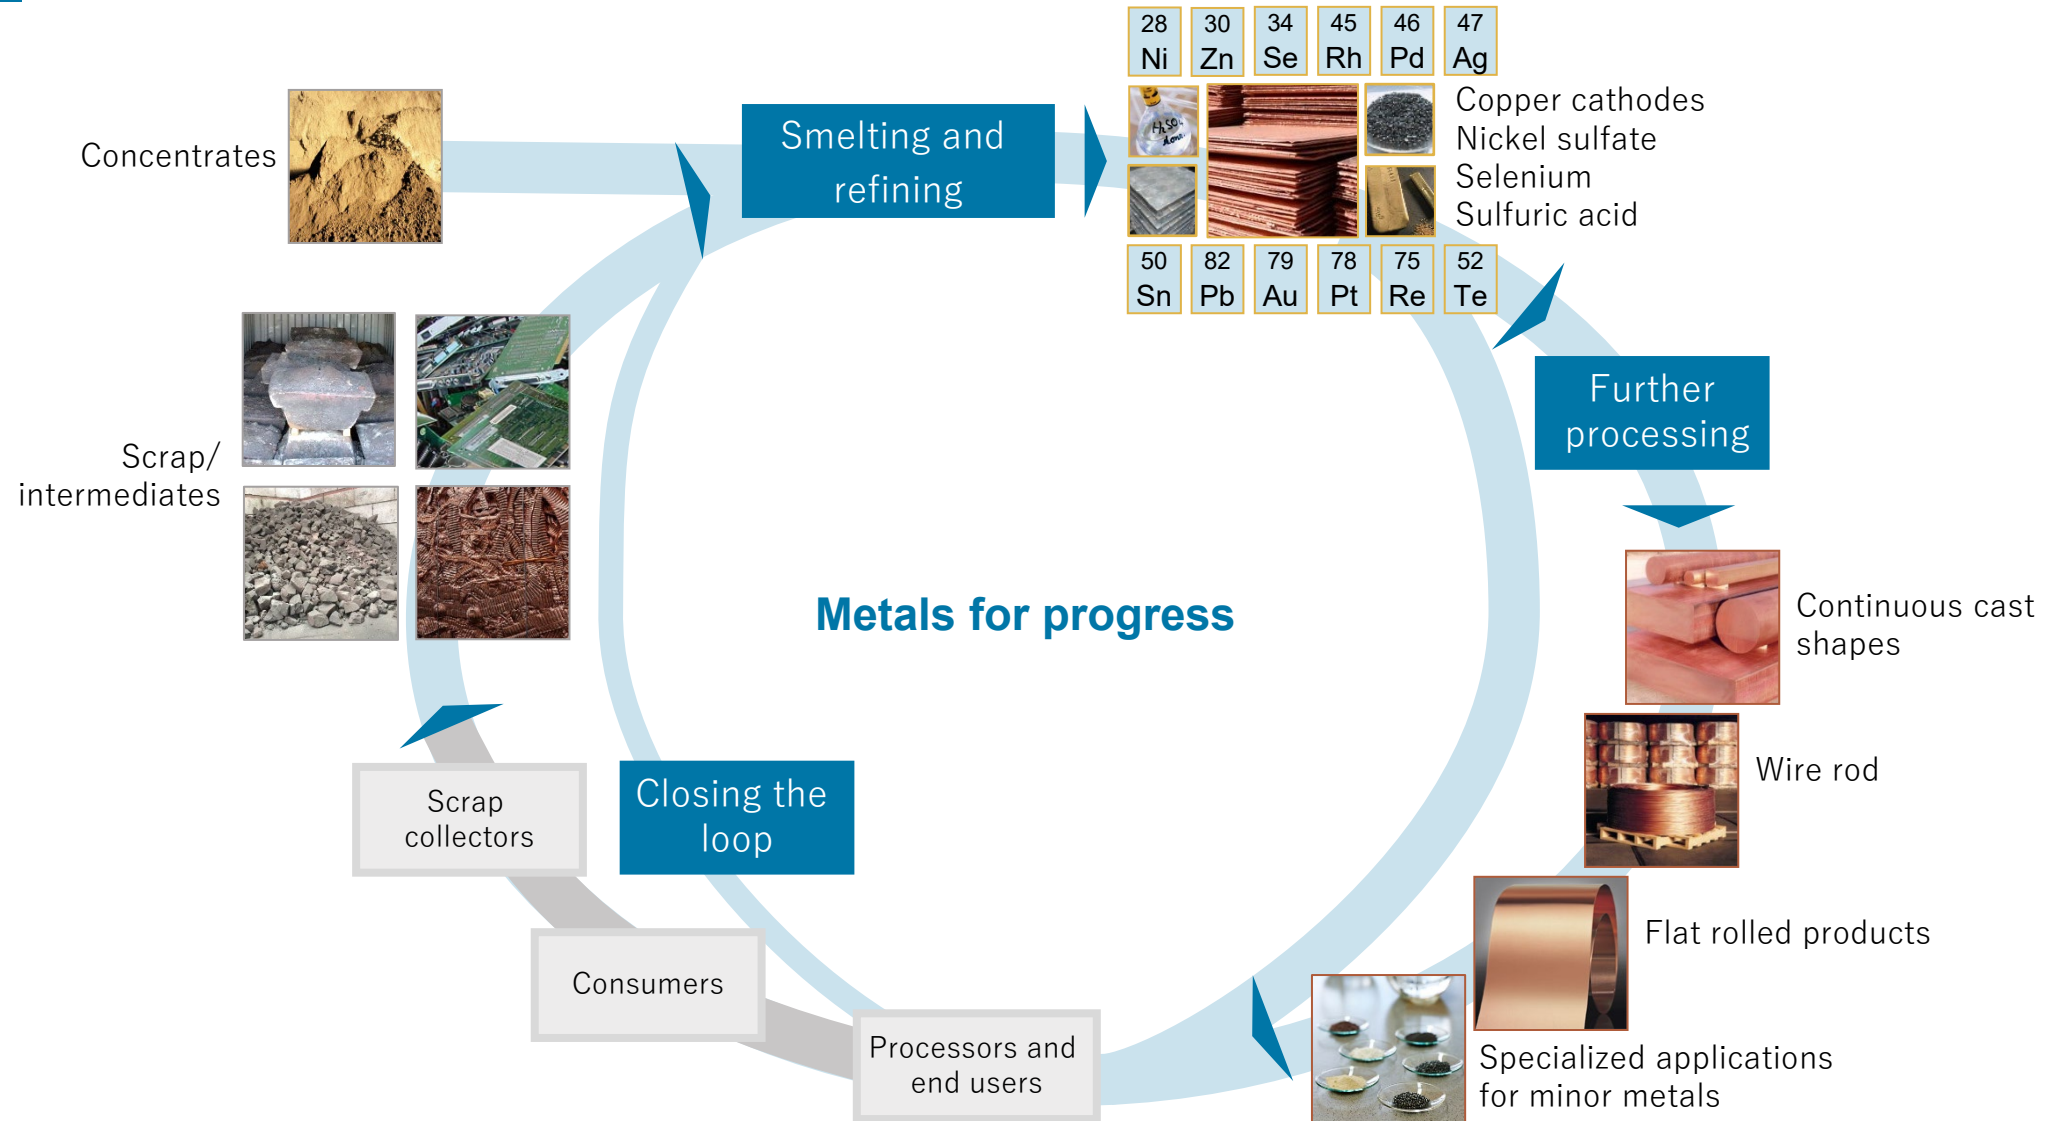 28 30 34 45 46 47
Ni Zn Se Rh Pd Ag
Concentrates
Smelting and
refining
H₂SO₄
Copper cathodes
Nickel sulfate
Selenium
Sulfuric acid
50 82 79 78 75 52
Sn Pb Au Pt Re Te
Scrap/
intermediates
Further
processing
Metals for progress
Continuous cast
shapes
Wire rod
Scrap
collectors
Closing the
loop
Flat rolled products
Consumers
Processors and
end users
Specialized applications
for minor metals